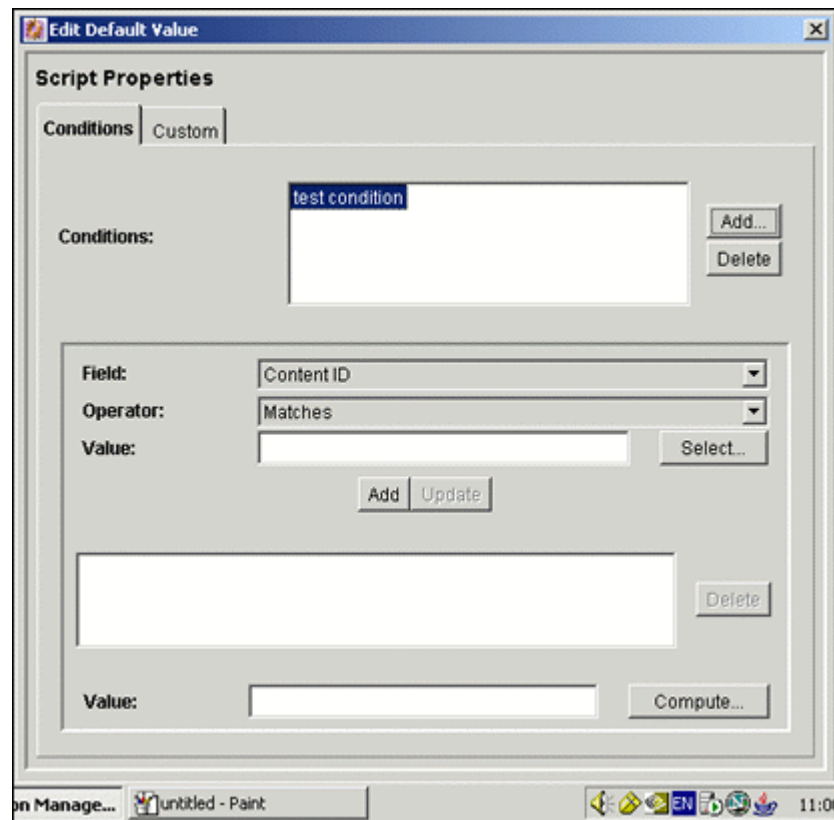 Edit Default Value
Script Properties
Conditions Custom
test condition
Conditions:
Add...
Delete
Field: Content ID
Operator: Matches
Value: Select...
Add Update
Delete
Value: Compute...
on Manage... untitled - Paint EN 11:0